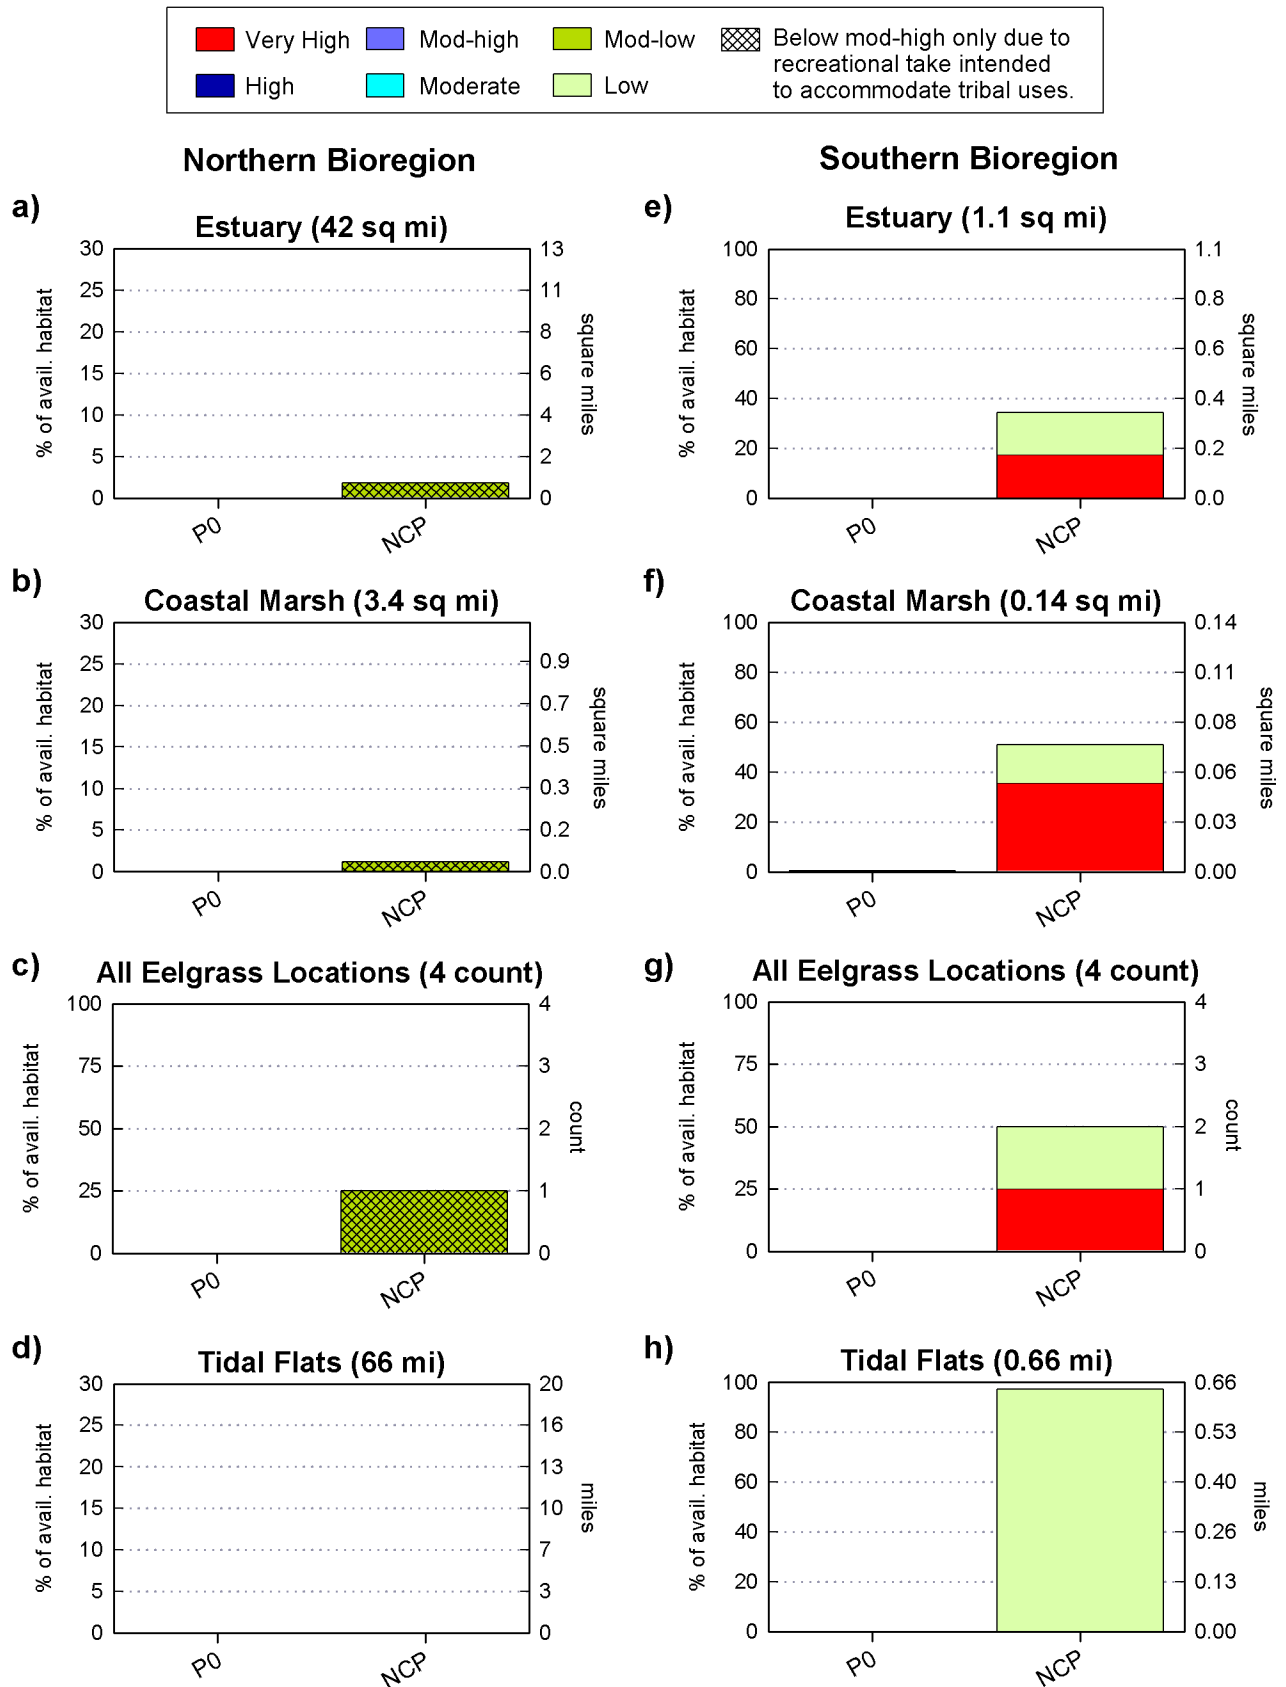 Very High
Mod-high
Mod-low
Below mod-high only due to
recreational take intended
to accommodate tribal uses.
High
Moderate
Low
Northern Bioregion
Southern Bioregion
a)
Estuary (42 sq mi)
% of avail. habitat
30
25
20
15
10
5
0
13
11
8
6
4
2
0
square miles
P0
NCP
e)
Estuary (1.1 sq mi)
% of avail. habitat
100
80
60
40
20
0
1.1
0.8
0.6
0.4
0.2
0.0
square miles
P0
NCP
b)
Coastal Marsh (3.4 sq mi)
% of avail. habitat
30
25
20
15
10
5
0
0.9
0.7
0.5
0.3
0.2
0.0
square miles
P0
NCP
f)
Coastal Marsh (0.14 sq mi)
% of avail. habitat
100
80
60
40
20
0
0.14
0.11
0.08
0.06
0.03
0.00
square miles
P0
NCP
c)
All Eelgrass Locations (4 count)
% of avail. habitat
100
75
50
25
0
4
3
2
1
0
count
P0
NCP
g)
All Eelgrass Locations (4 count)
% of avail. habitat
100
75
50
25
0
4
3
2
1
0
count
P0
NCP
d)
Tidal Flats (66 mi)
% of avail. habitat
30
25
20
15
10
5
0
20
16
13
10
7
3
0
miles
P0
NCP
h)
Tidal Flats (0.66 mi)
% of avail. habitat
100
80
60
40
20
0
0.66
0.53
0.40
0.26
0.13
0.00
miles
P0
NCP